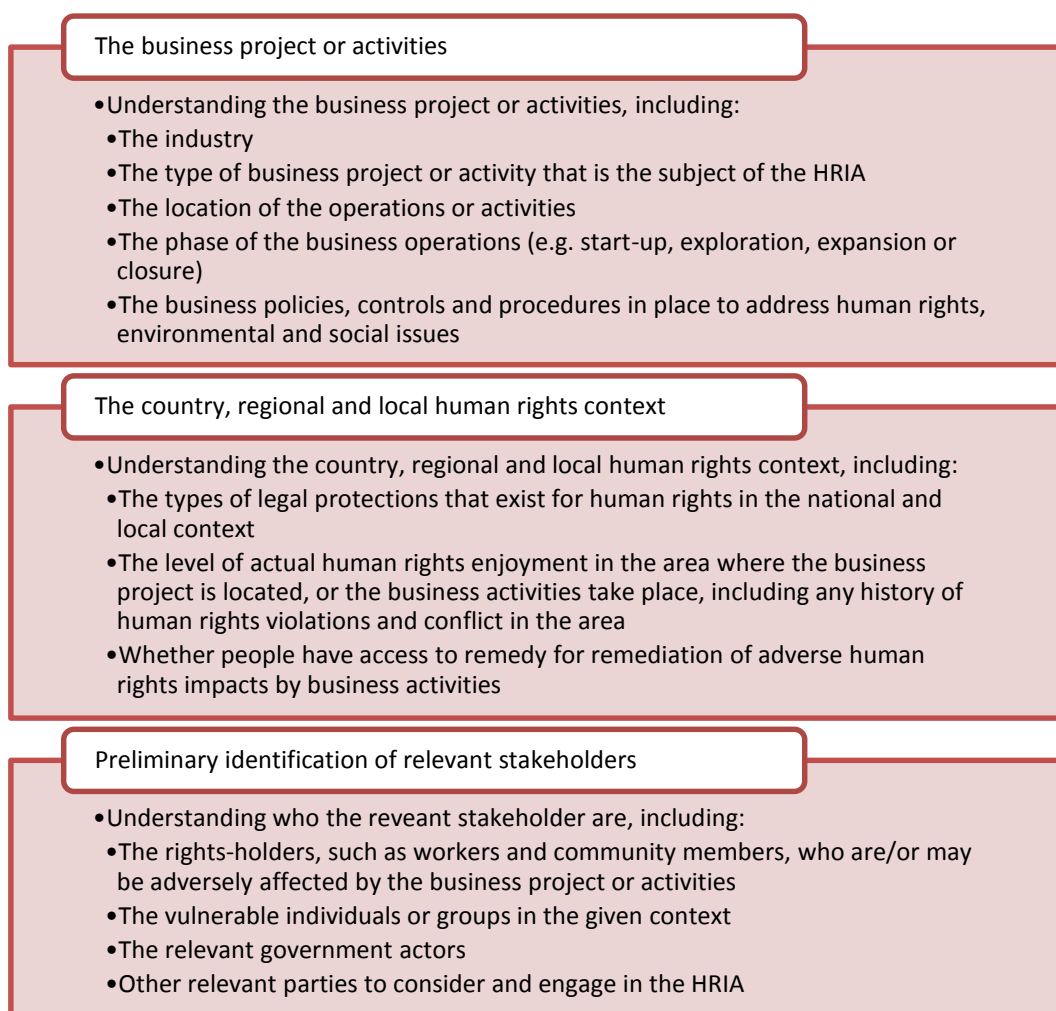 The business project or activities
•Understanding the business project or activities, including:
•The industry
•The type of business project or activity that is the subject of the HRIA
•The location of the operations or activities
•The phase of the business operations (e.g. start-up, exploration, expansion or
closure)
•The business policies, controls and procedures in place to address human rights,
environmental and social issues
The country, regional and local human rights context
•Understanding the country, regional and local human rights context, including:
•The types of legal protections that exist for human rights in the national and
local context
•The level of actual human rights enjoyment in the area where the business
project is located, or the business activities take place, including any history of
human rights violations and conflict in the area
•Whether people have access to remedy for remediation of adverse human
rights impacts by business activities
Preliminary identification of relevant stakeholders
•Understanding who the reveant stakeholder are, including:
•The rights-holders, such as workers and community members, who are/or may
be adversely affected by the business project or activities
•The vulnerable individuals or groups in the given context
•The relevant government actors
•Other relevant parties to consider and engage in the HRIA